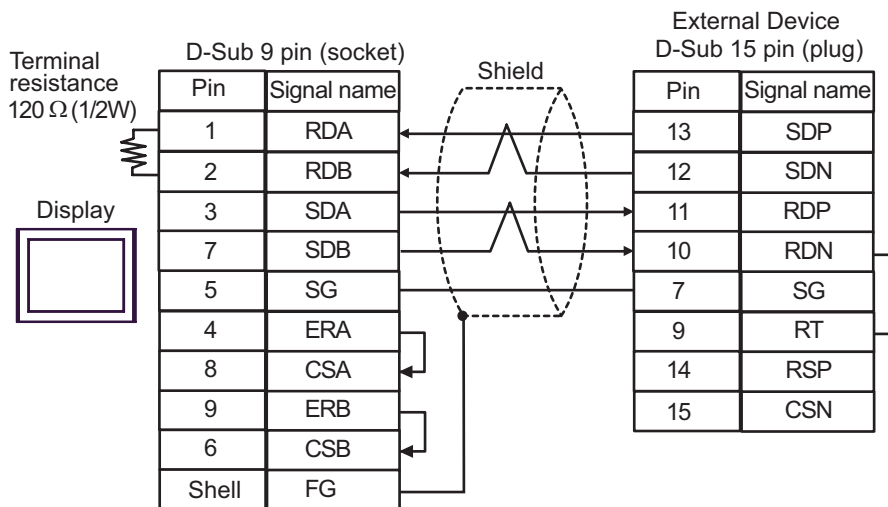 External Device
D-Sub 9 pin (socket)
D-Sub 15 pin (plug)
Terminal
resistance
120 Ω (1/2W)
Shield
Display
Pin Signal name
1 RDA
2 RDB
3 SDA
7 SDB
5 SG
4 ERA
8 CSA
9 ERB
6 CSB
Shell FG
Pin Signal name
13 SDP
12 SDN
11 RDP
10 RDN
7 SG
9 RT
14 RSP
15 CSN